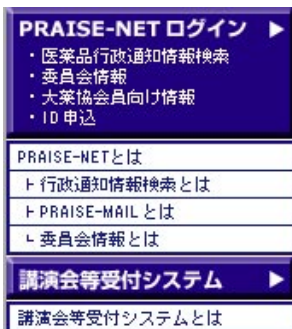 PRAISE-NET ログイン ▶
・医薬品行政通知情報検索
・委員会情報
・大薬協会員向け情報
・ID 申込
PRAISE-NETとは
┝ 行政通知情報検索とは
┝ PRAISE-MAIL とは
┕ 委員会情報とは
講演会等受付システム ▶
講演会等受付システムとは